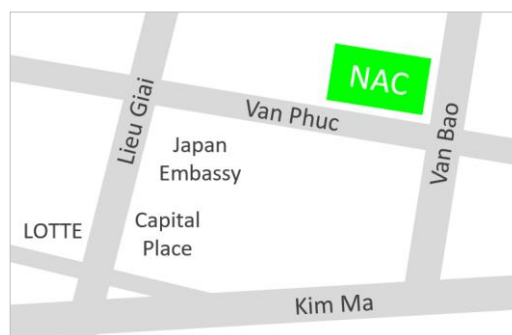 NAC
Van Phuc
Lieu Giai
Van Bao
Japan
Embassy
LOTTE
Capital
Place
Kim Ma